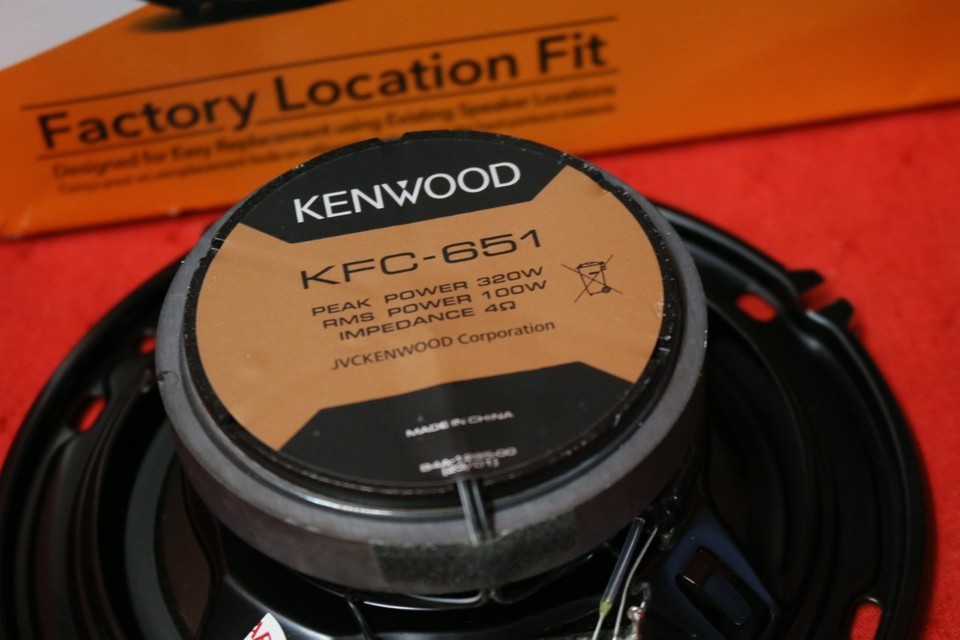 Factory Location Fit
Designed for Easy Replacement using Existing Speaker Locations
KENWOOD
KFC-651
PEAK POWER 320W
RMS POWER 100W
IMPEDANCE 4Ω
JVCKENWOOD Corporation
MADE IN CHINA